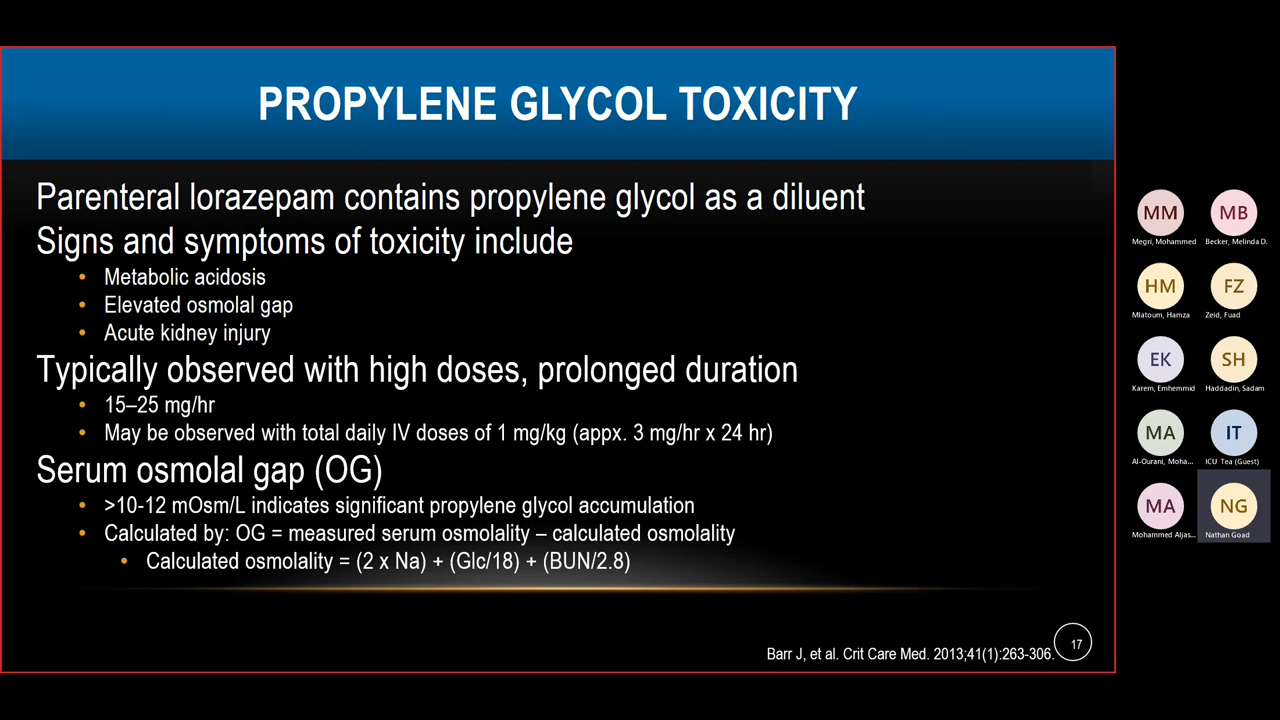 PROPYLENE GLYCOL TOXICITY
Parenteral lorazepam contains propylene glycol as a diluent
Signs and symptoms of toxicity include
• Metabolic acidosis
• Elevated osmolal gap
• Acute kidney injury
Typically observed with high doses, prolonged duration
• 15–25 mg/hr
• May be observed with total daily IV doses of 1 mg/kg (appx. 3 mg/hr x 24 hr)
Serum osmolal gap (OG)
• >10-12 mOsm/L indicates significant propylene glycol accumulation
• Calculated by: OG = measured serum osmolality – calculated osmolality
• Calculated osmolality = (2 x Na) + (Glc/18) + (BUN/2.8)
Barr J, et al. Crit Care Med. 2013;41(1):263-306.
17
MM
Megri, Mohammed
MB
Becker, Melinda D.
HM
Mlatoum, Hamza
FZ
Zeid, Fuad
EK
Karem, Emhemmid
SH
Haddadin, Sadam
MA
Al-Ourani, Moha...
IT
ICU Tea (Guest)
MA
Mohammed Aljas...
NG
Nathan Goad